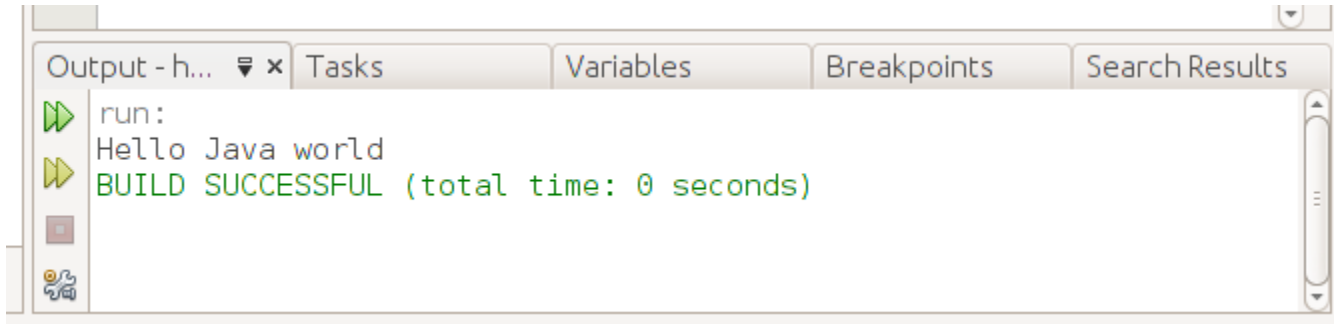 Output - h... Tasks Variables Breakpoints Search Results
run:
Hello Java world
BUILD SUCCESSFUL (total time: 0 seconds)